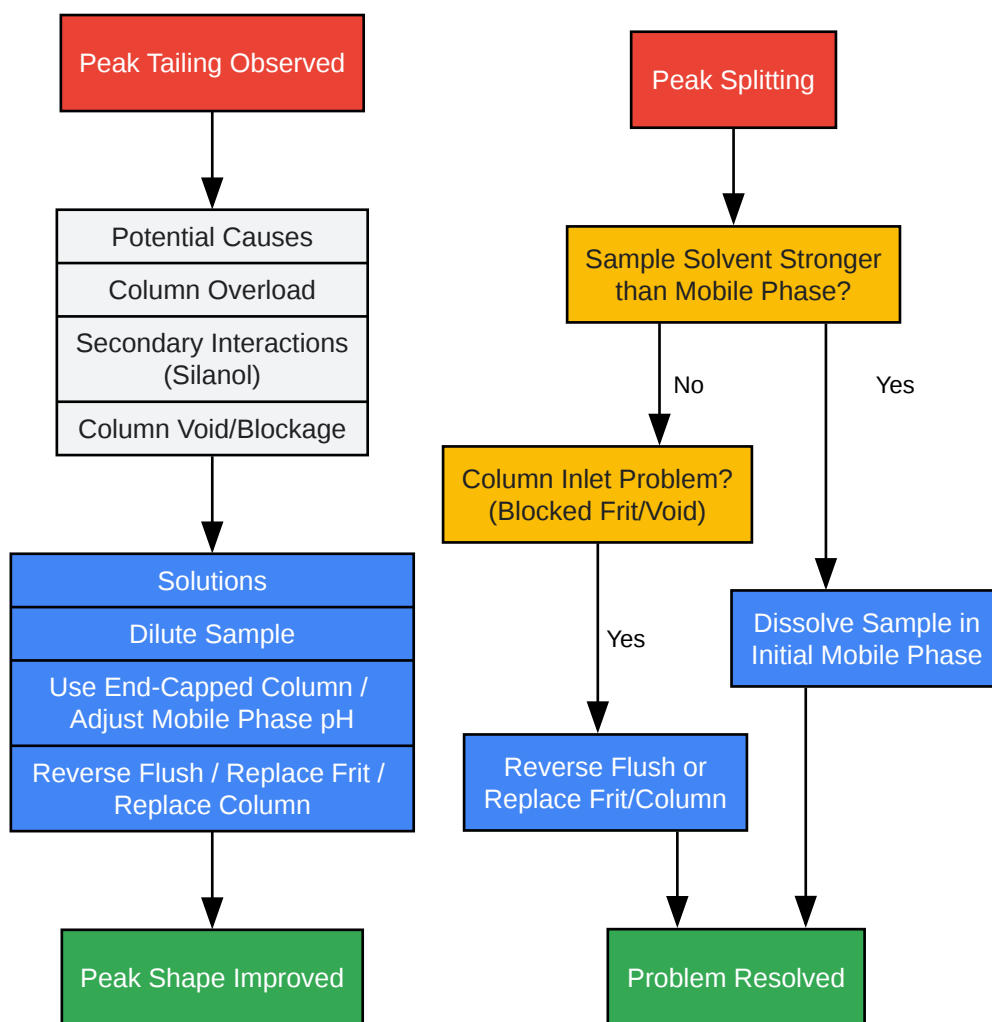 Peak Tailing Observed
Potential Causes
Column Overload
Secondary Interactions
(Silanol)
Column Void/Blockage
Solutions
Dilute Sample
Use End-Capped Column /
Adjust Mobile Phase pH
Reverse Flush / Replace Frit /
Replace Column
Peak Shape Improved
Peak Splitting
Sample Solvent Stronger
than Mobile Phase?
No
Yes
Column Inlet Problem?
(Blocked Frit/Void)
Yes
Dissolve Sample in
Initial Mobile Phase
Reverse Flush or
Replace Frit/Column
Problem Resolved